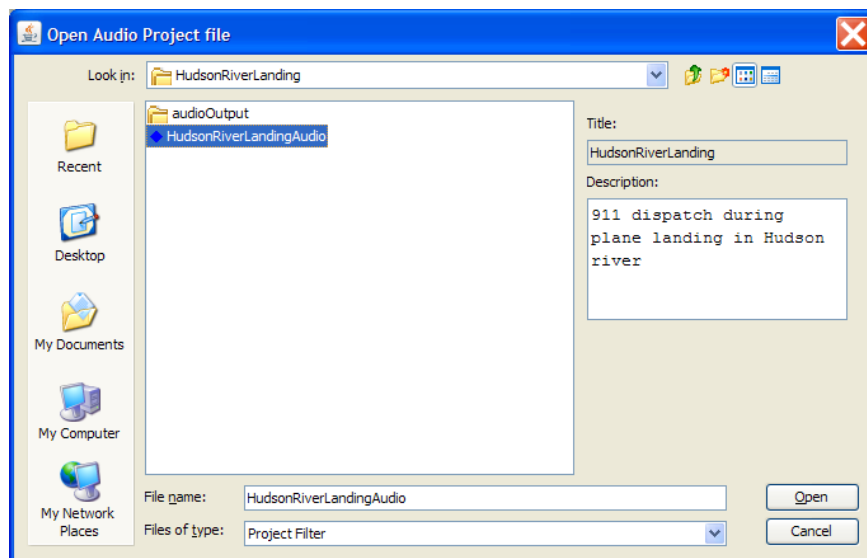 Open Audio Project file
Look in: HudsonRiverLanding
audioOutput
HudsonRiverLandingAudio
Recent
Desktop
My Documents
My Computer
My Network
Places
Title:
HudsonRiverLanding
Description:
911 dispatch during
plane landing in Hudson
river
File name: HudsonRiverLandingAudio
Open
Files of type: Project Filter
Cancel